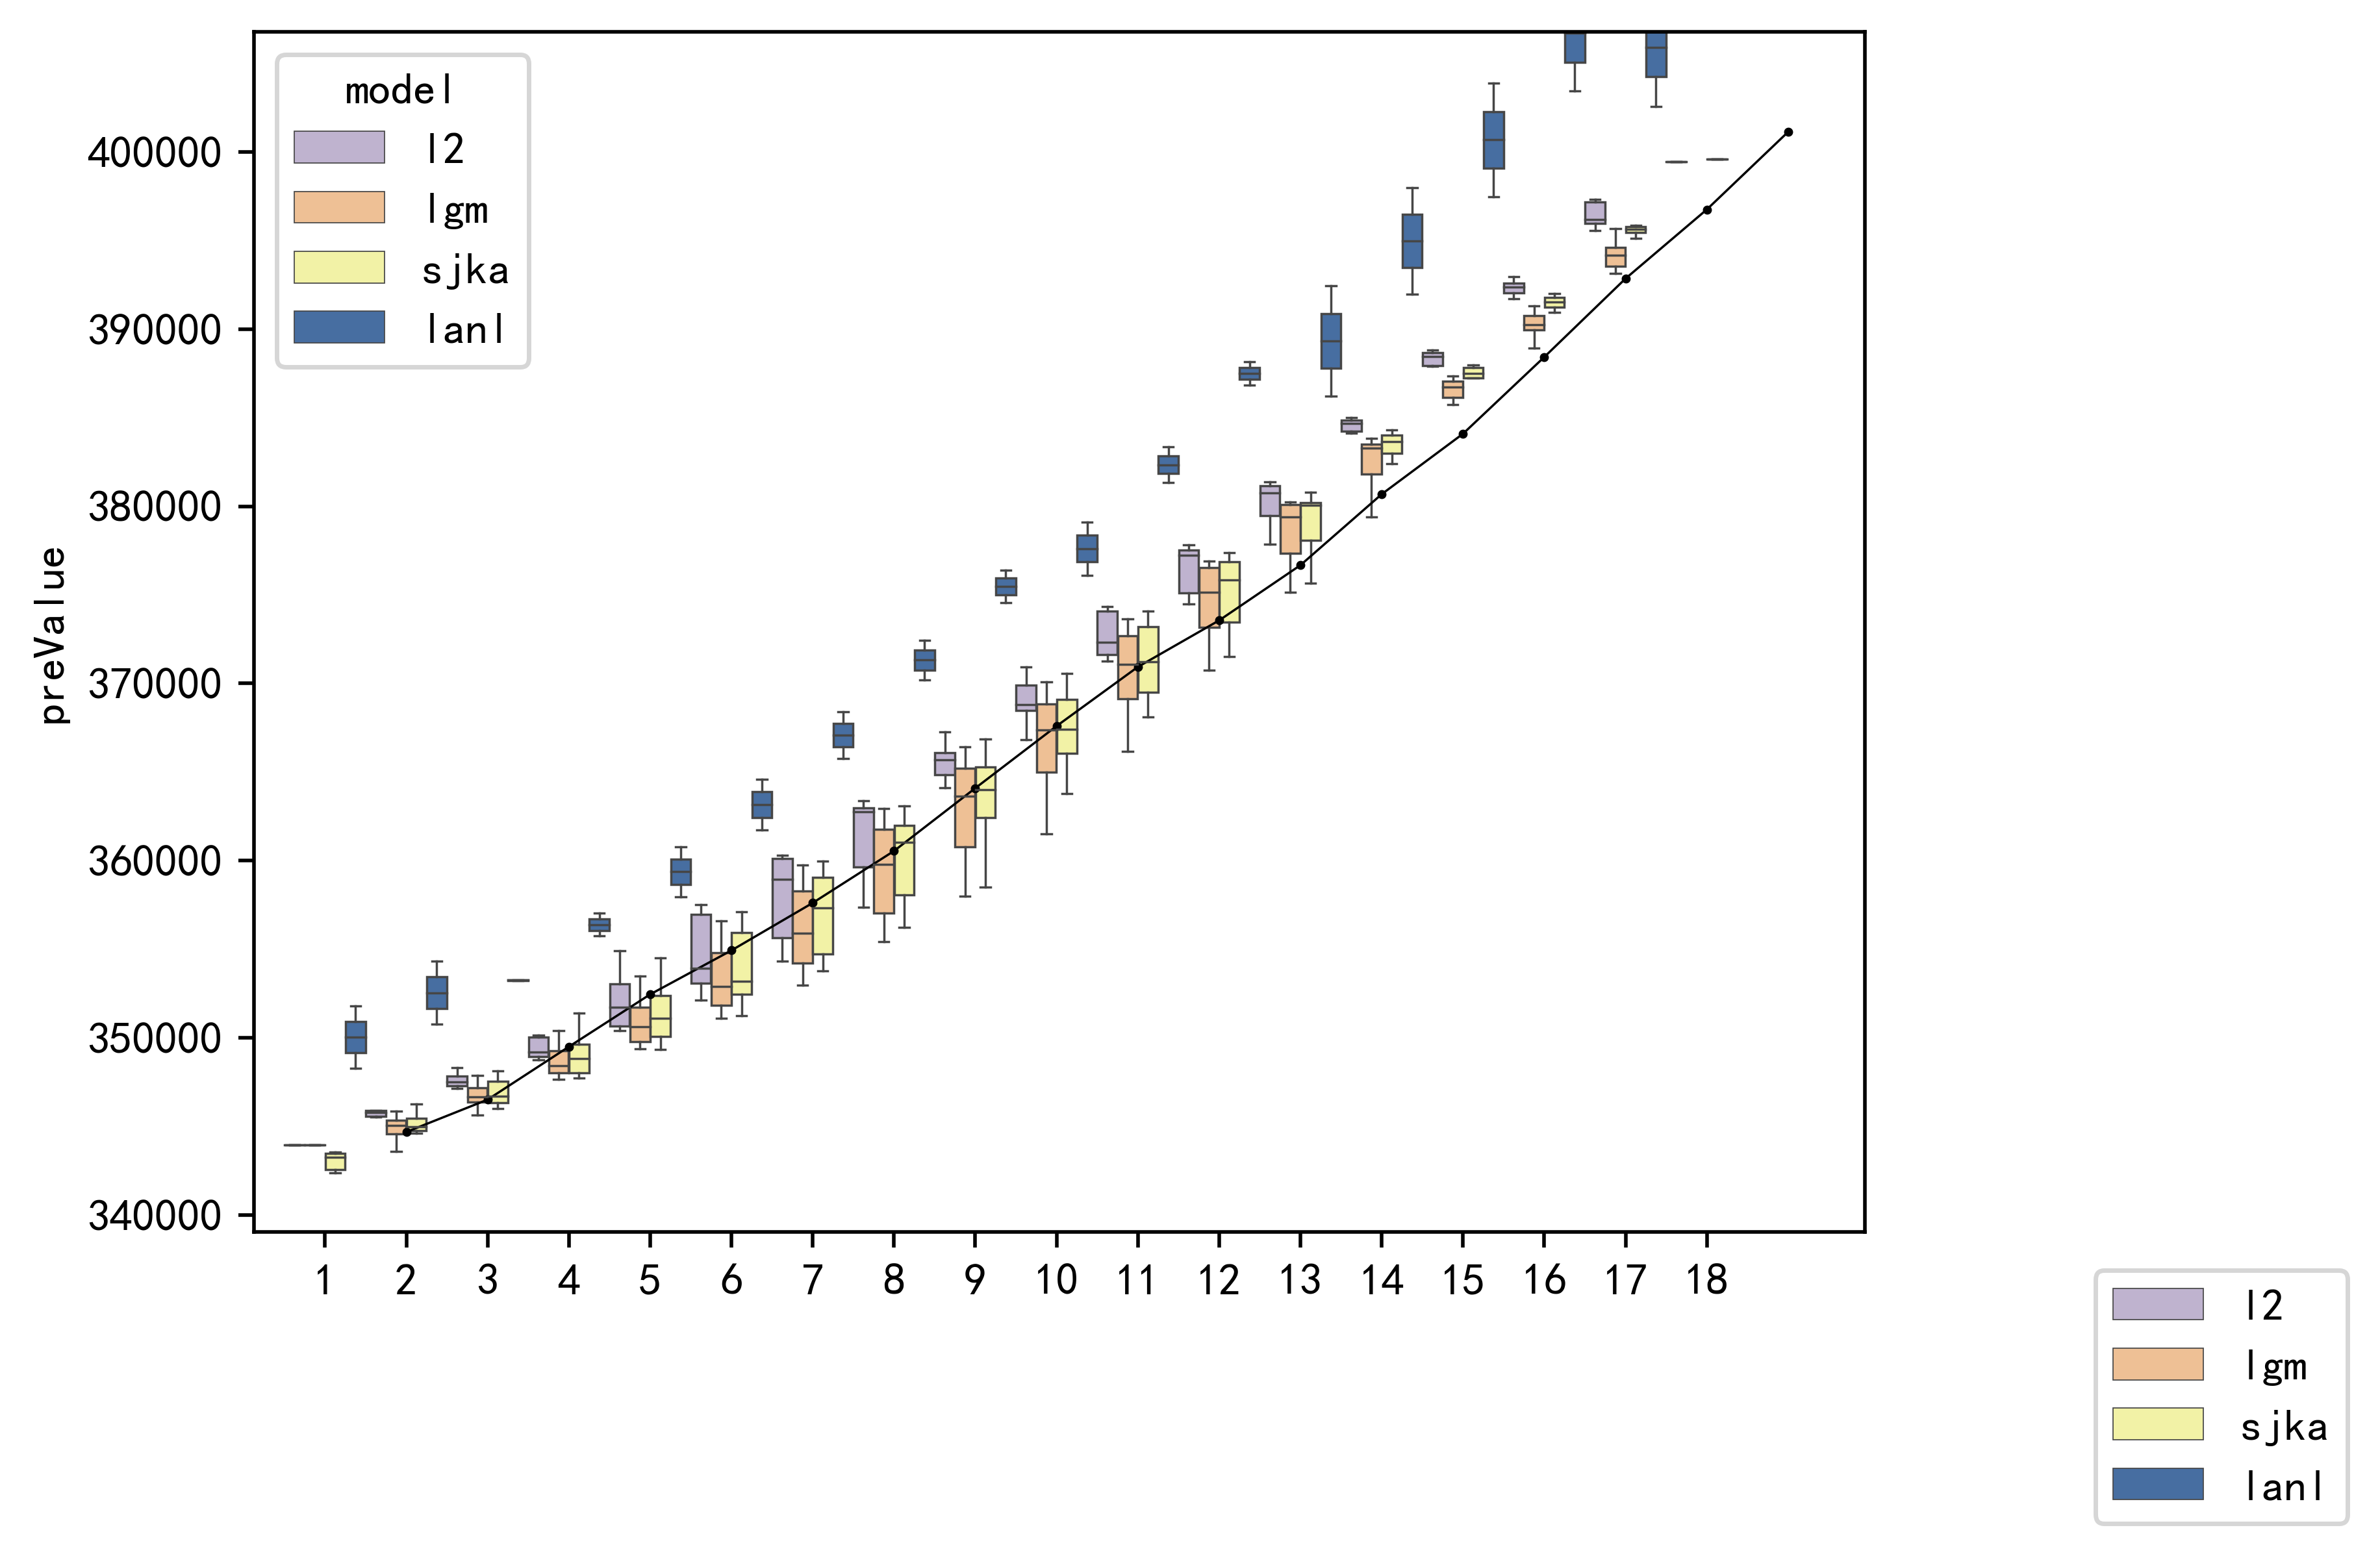 model
l2
lgm
sjka
lanl
400000
390000
380000
370000
360000
350000
340000
preValue
1 2 3 4 5 6 7 8 9 10 11 12 13 14 15 16 17 18
l2
lgm
sjka
lanl